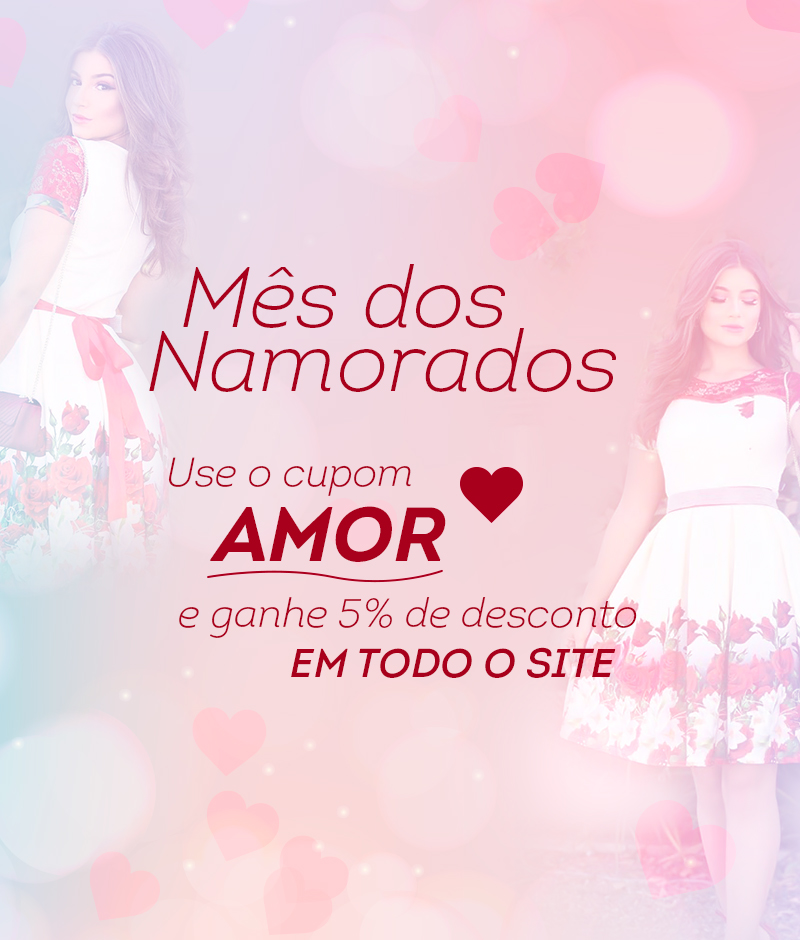 Mês dos
Namorados
Use o cupom
AMOR
e ganhe 5% de desconto
EM TODO O SITE